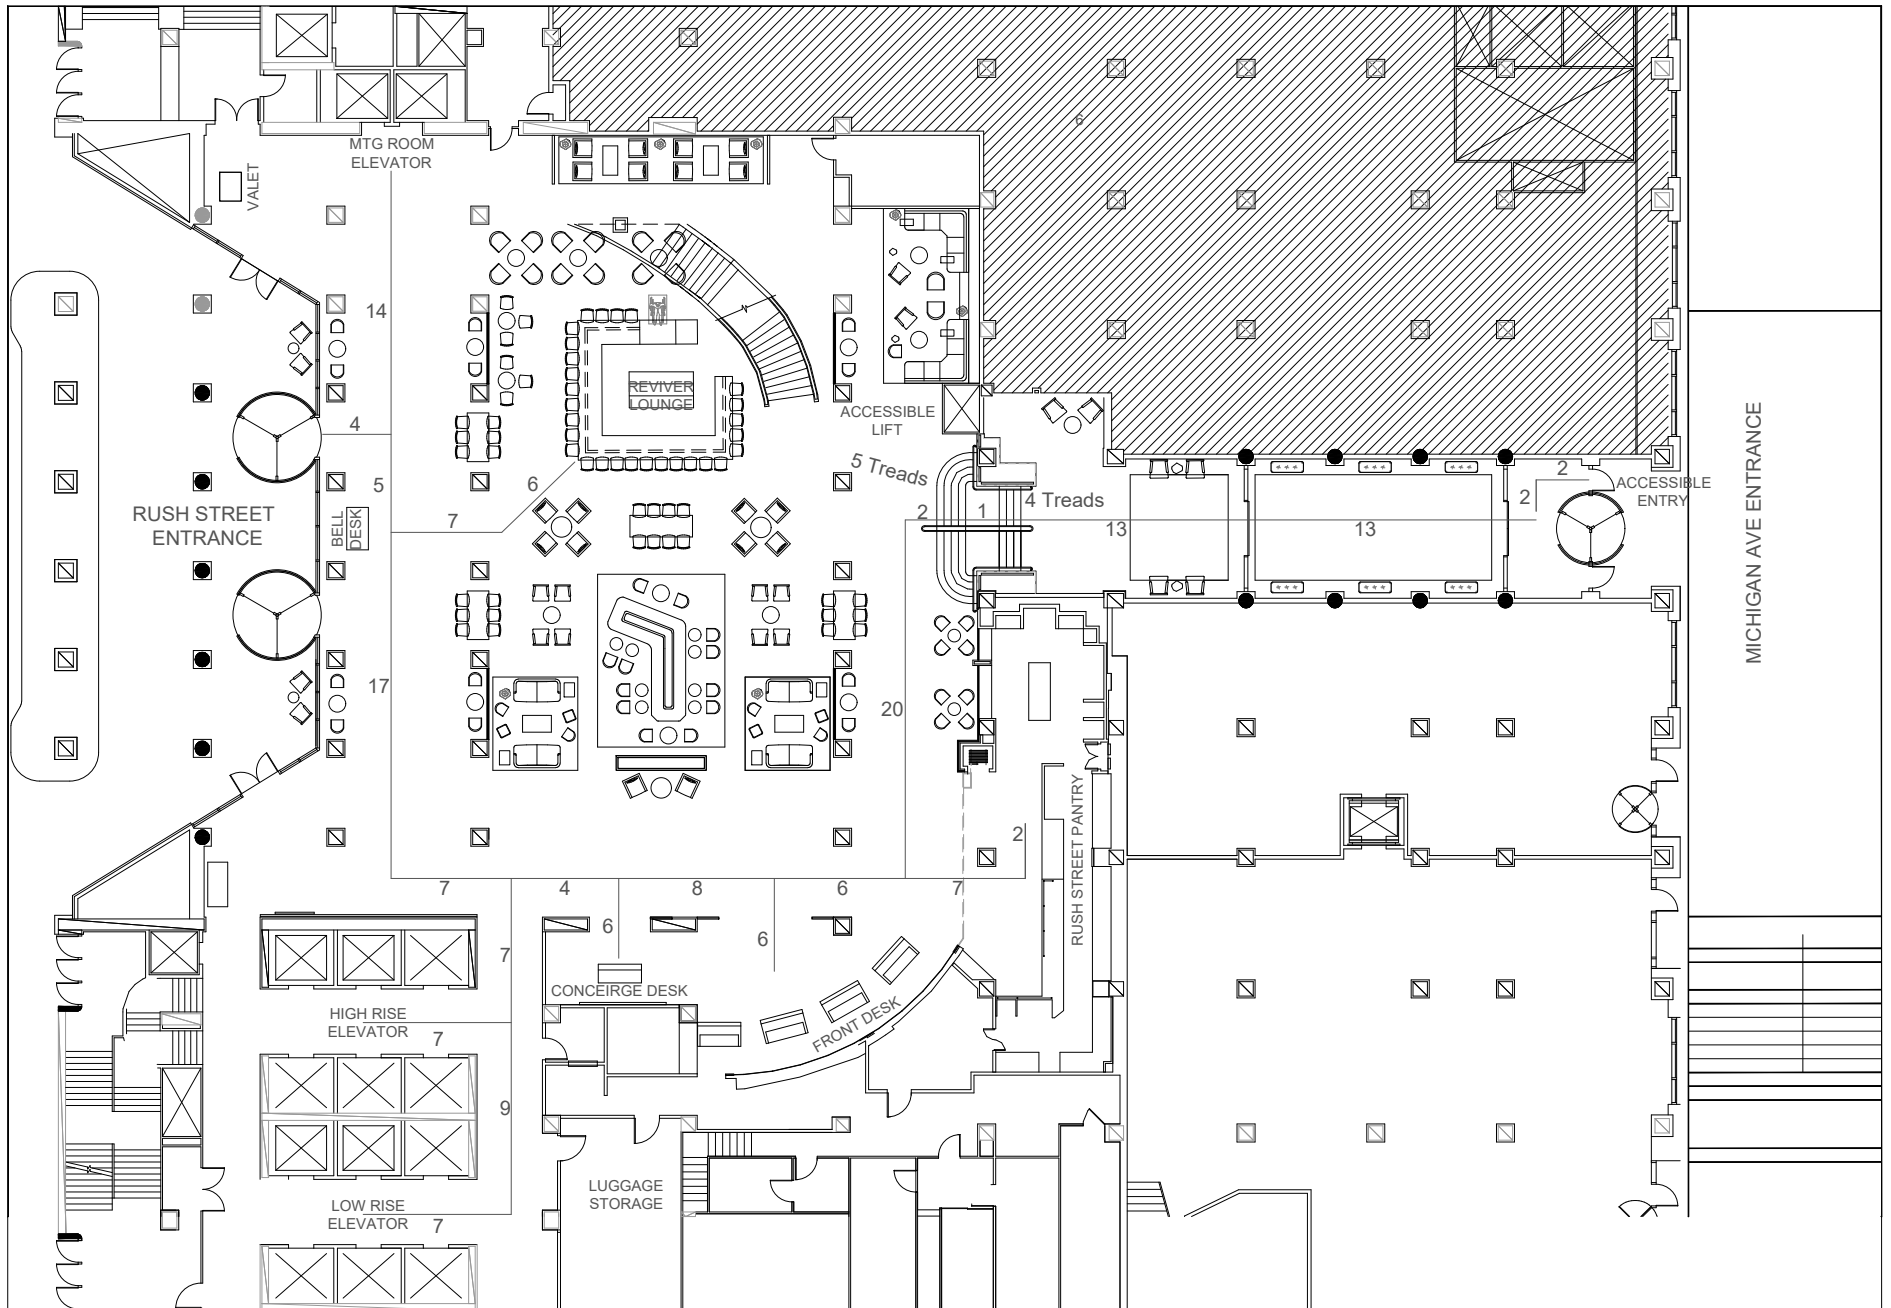 6
MTG ROOM
ELEVATOR
VALET
14
REVIVER
LOUNGE
ACCESSIBLE
LIFT
4
5 Treads
MICHIGAN AVE ENTRANCE
5
6
7
2
1
4 Treads
13
13
2
2
ACCESSIBLE
ENTRY
RUSH STREET
ENTRANCE
BELL
DESK
17
20
2
RUSH STREET PANTRY
7
4
8
6
7
6
6
7
CONCEIRGE DESK
FRONT DESK
HIGH RISE
ELEVATOR
7
9
LUGGAGE
STORAGE
LOW RISE
ELEVATOR
7